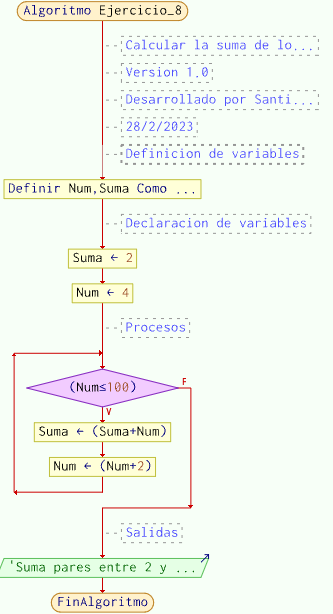 Algoritmo Ejercicio_8
Calcular la suma de lo...
Version 1.0
Desarrollado por Santi...
28/2/2023
Definicion de variables
Definir Num,Suma Como ...
Declaracion de variables
Suma ← 2
Num ← 4
Procesos
(Num≤100)
F
V
Suma ← (Suma+Num)
Num ← (Num+2)
Salidas
'Suma pares entre 2 y ...
FinAlgoritmo